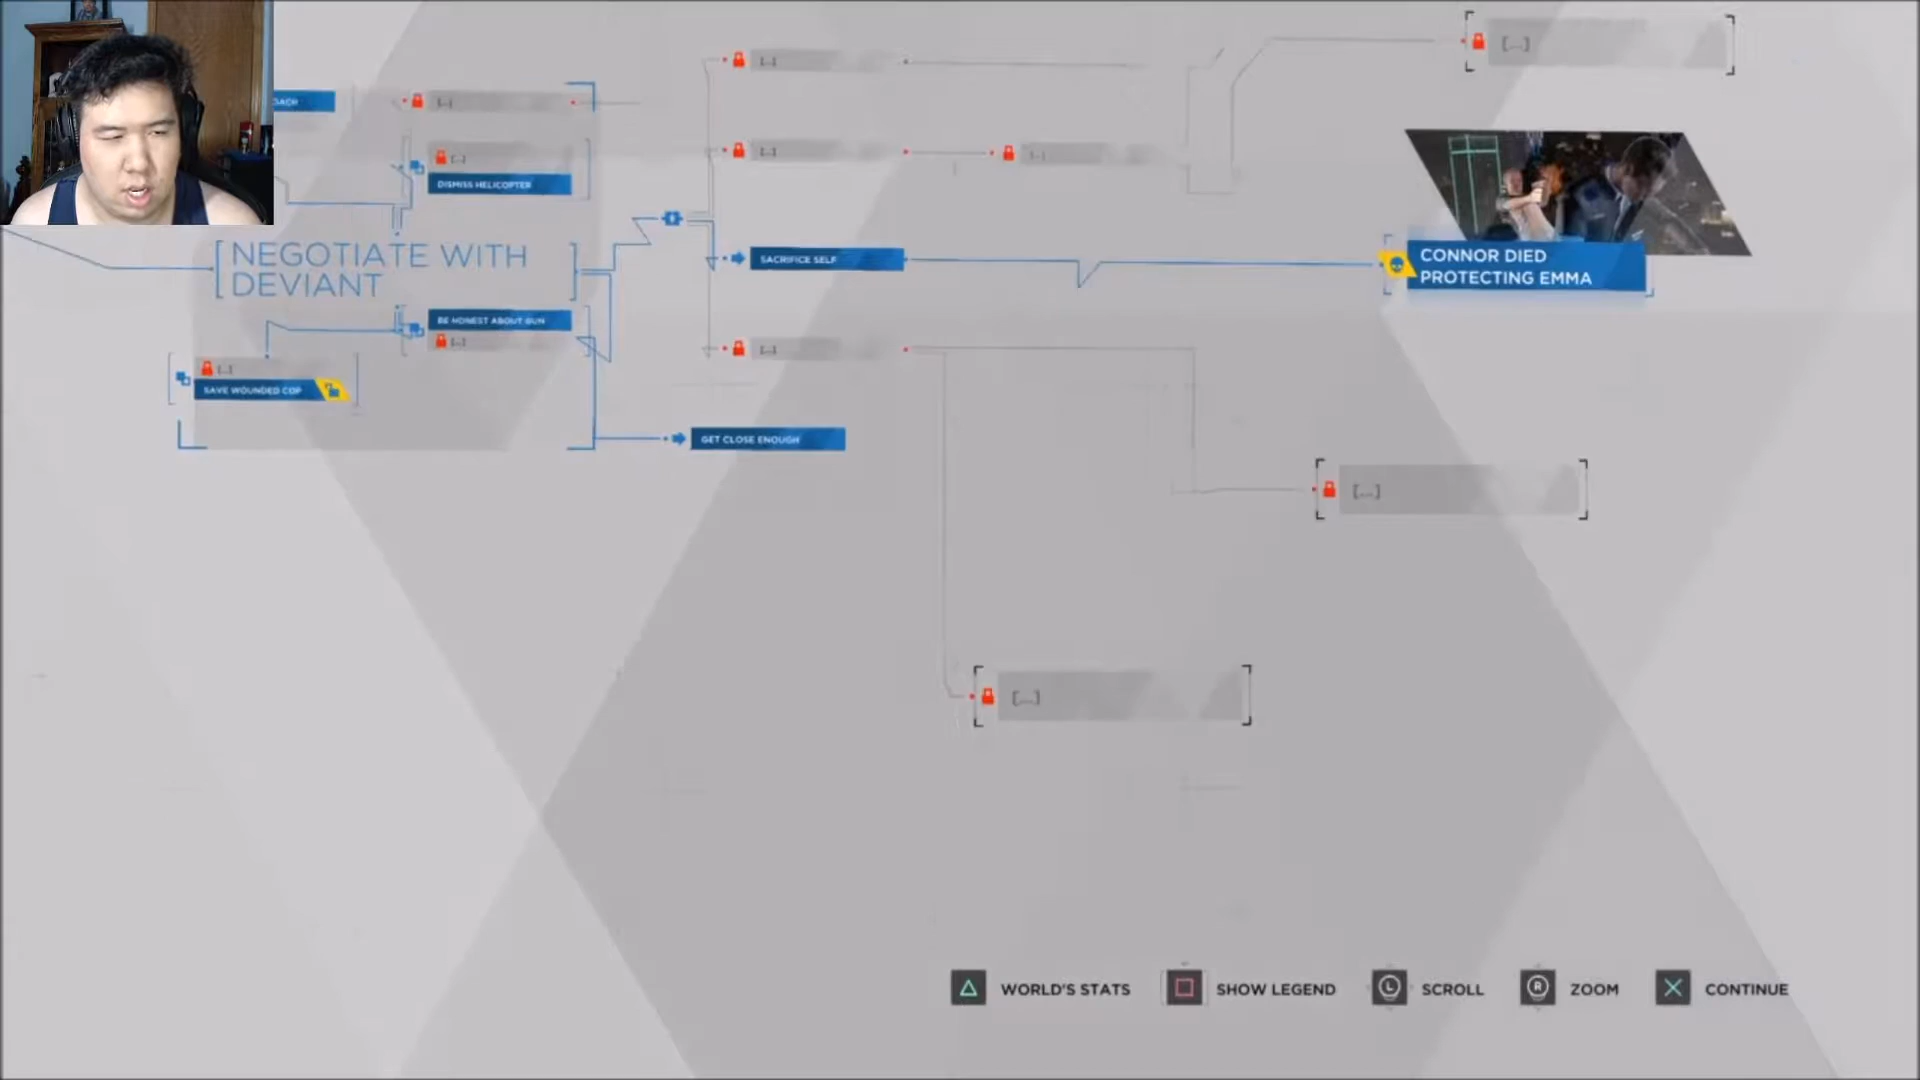 [...]
[...]
[...]
DISMISS HELICOPTER
[...]
[...]
[...]
NEGOTIATE WITH
DEVIANT
SACRIFICE SELF
CONNOR DIED
PROTECTING EMMA
BE HONEST ABOUT GUN
[...]
[...]
[...]
SAVE WOUNDED COP
GET CLOSE ENOUGH
[...]
[...]
WORLD'S STATS
SHOW LEGEND
L
SCROLL
R
ZOOM
CONTINUE